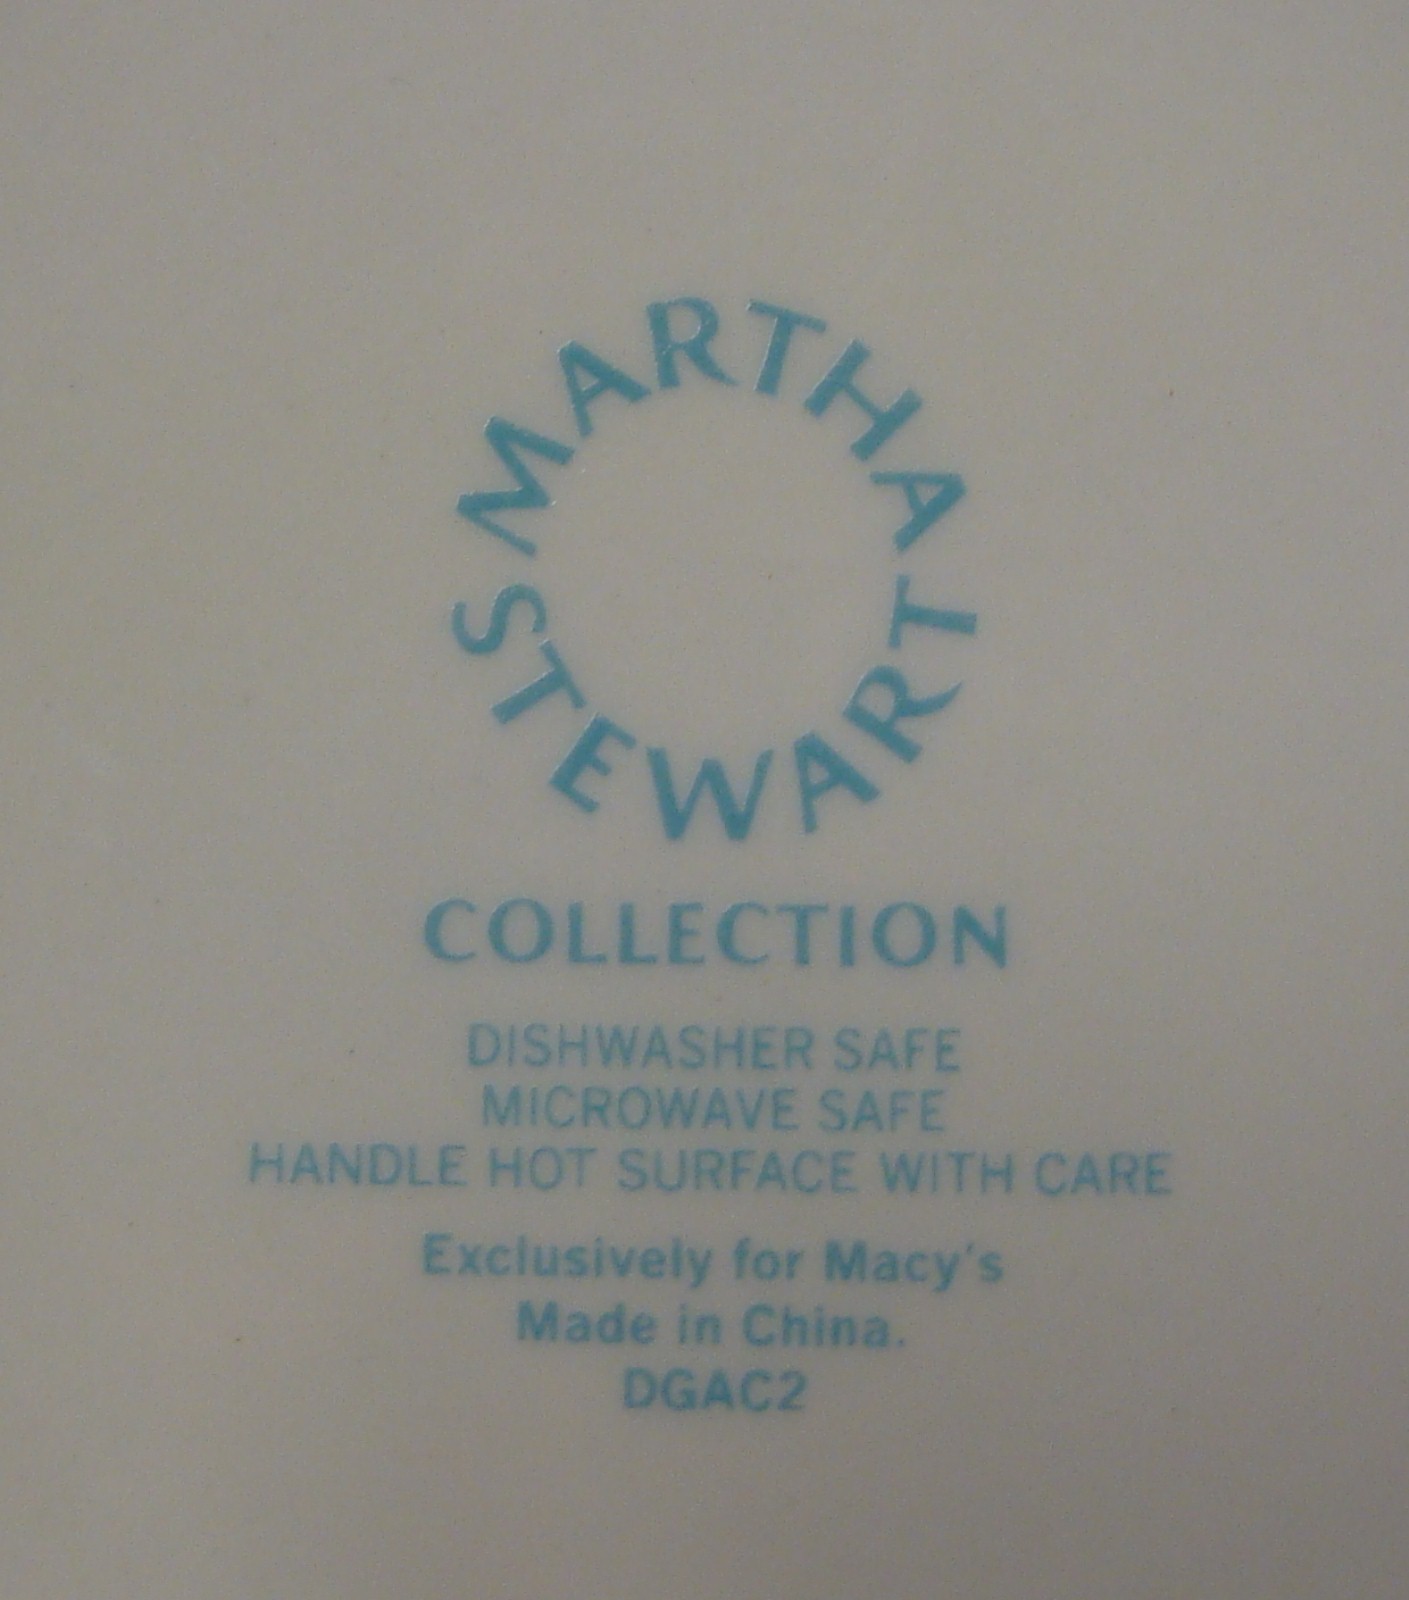 MARTHA
STEWART
COLLECTION
DISHWASHER SAFE
MICROWAVE SAFE
HANDLE HOT SURFACE WITH CARE
Exclusively for Macy's
Made in China.
DGAC2